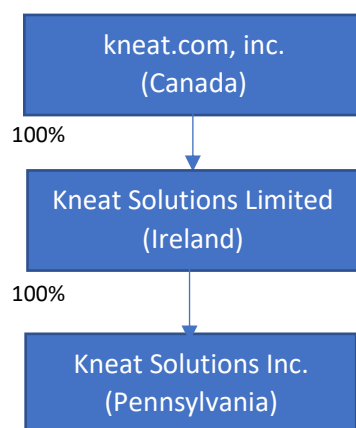 kneat.com, inc.
(Canada)
100%
Kneat Solutions Limited
(Ireland)
100%
Kneat Solutions Inc.
(Pennsylvania)